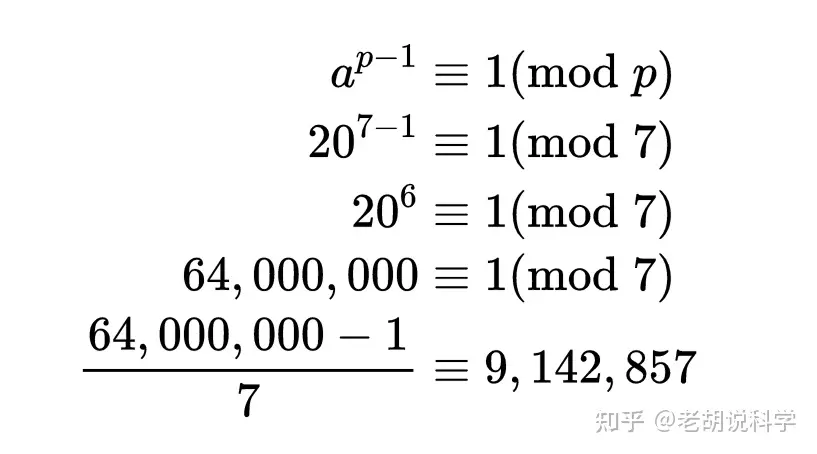 a^{p-1} ≡ 1(mod p)
20^{7-1} ≡ 1(mod 7)
20^6 ≡ 1(mod 7)
64,000,000 ≡ 1(mod 7)
\frac{64,000,000 - 1}{7} ≡ 9,142,857
知乎 @老胡说科学